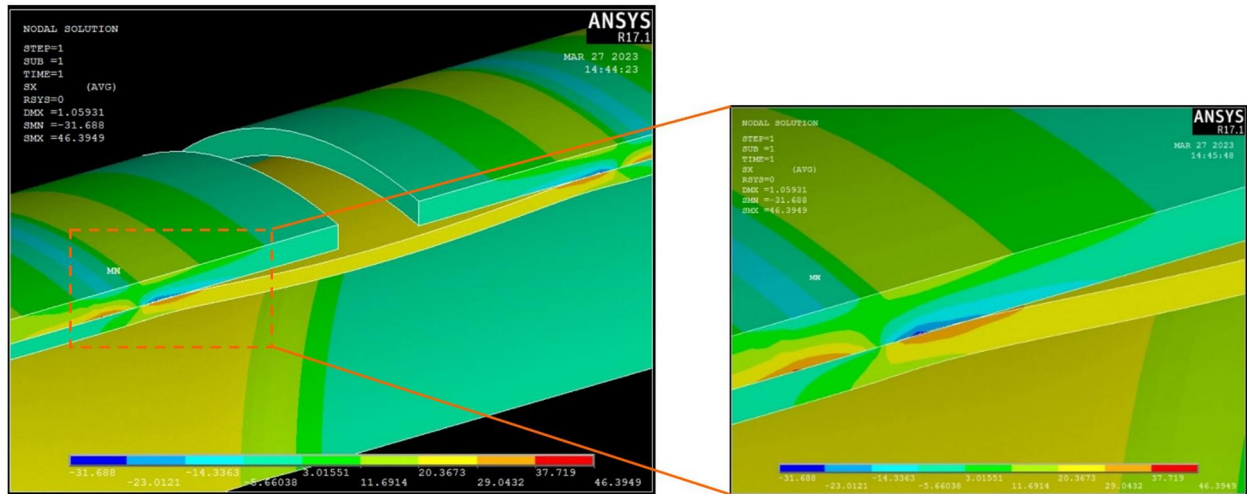 NODAL SOLUTION
STEP=1
SUB =1
TIME=1
SX (AVG)
RSYS=0
DMX =1.05931
SMN =-31.688
SMX =46.3949
ANSYS
R17.1
MAR 27 2023
14:44:23
MN
-31.688 -14.3363 3.01551 20.3673 37.719
-23.0121 -5.66038 11.6914 29.0432 46.3949
NODAL SOLUTION
STEP=1
SUB =1
TIME=1
SX (AVG)
RSYS=0
DMX =1.05931
SMN =-31.688
SMX =46.3949
ANSYS
R17.1
MAR 27 2023
14:45:48
MN
-31.688 -14.3363 3.01551 20.3673 37.719
-23.0121 -5.66038 11.6914 29.0432 46.3949